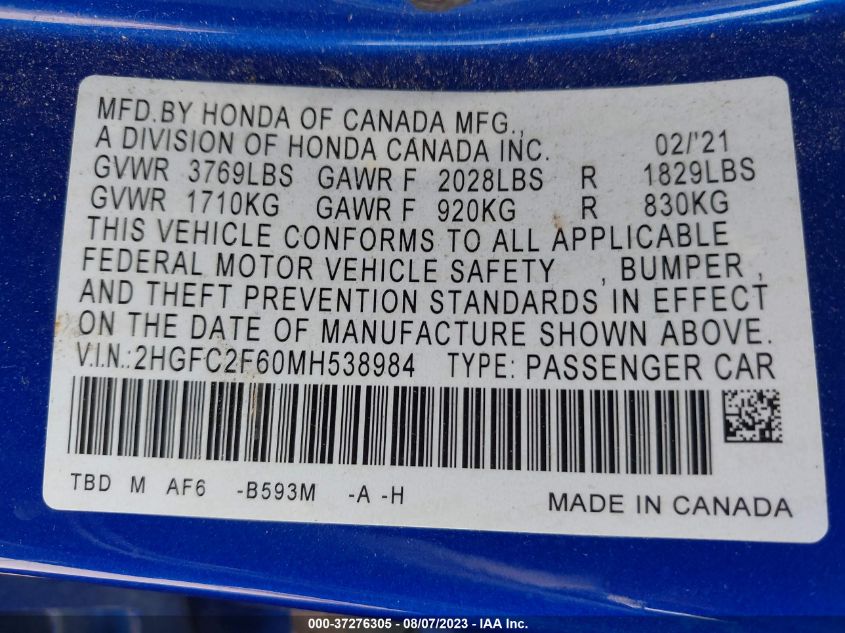 MFD.BY HONDA OF CANADA MFG.,
A DIVISION OF HONDA CANADA INC. 02/'21
GVWR 3769LBS GAWR F 2028LBS R 1829LBS
GVWR 1710KG GAWR F 920KG R 830KG
THIS VEHICLE CONFORMS TO ALL APPLICABLE
FEDERAL MOTOR VEHICLE SAFETY , BUMPER ,
AND THEFT PREVENTION STANDARDS IN EFFECT
ON THE DATE OF MANUFACTURE SHOWN ABOVE.
V.I.N.:2HGFC2F60MH538984 TYPE: PASSENGER CAR
TBD M AF6 -B593M -A -H
MADE IN CANADA
000-37276305 - 08/07/2023 - IAA Inc.